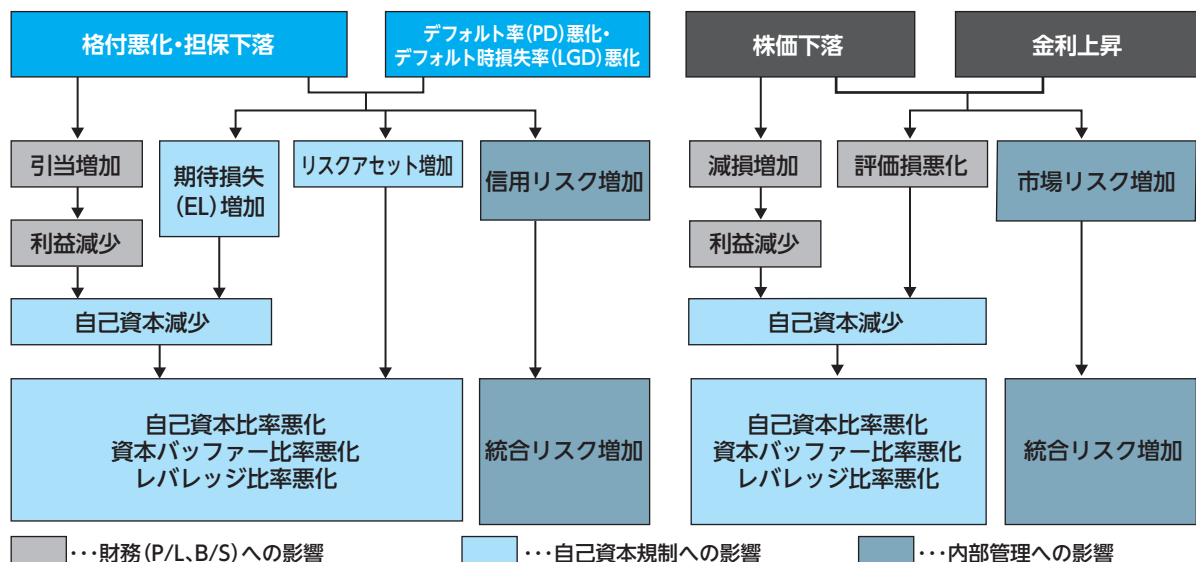 格付悪化・担保下落
デフォルト率(PD)悪化・
デフォルト時損失率(LGD)悪化
株価下落
金利上昇
引当増加
期待損失
(EL)増加
リスクアセット増加
信用リスク増加
減損増加
評価損悪化
市場リスク増加
利益減少
利益減少
自己資本減少
自己資本減少
自己資本比率悪化
資本バッファー比率悪化
レバレッジ比率悪化
統合リスク増加
自己資本比率悪化
資本バッファー比率悪化
レバレッジ比率悪化
統合リスク増加
・・・財務(P/L、B/S)への影響
・・・自己資本規制への影響
・・・内部管理への影響